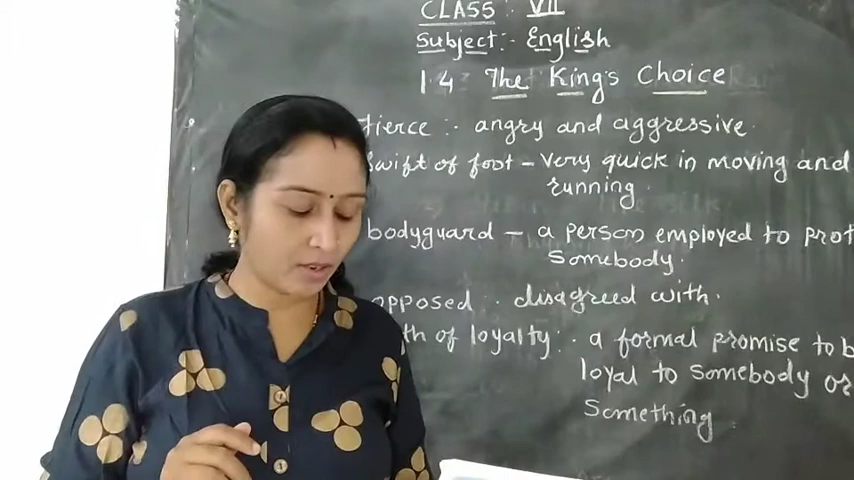 CLASS :- VII
Subject :- English
1.4 The King's Choice
fierce :- angry and aggressive.
swift of foot - very quick in moving and
running.
bodyguard - a person employed to prot
Somebody.
opposed :- disagreed with.
th of loyalty :- a formal promise to b
loyal to somebody or
Something.